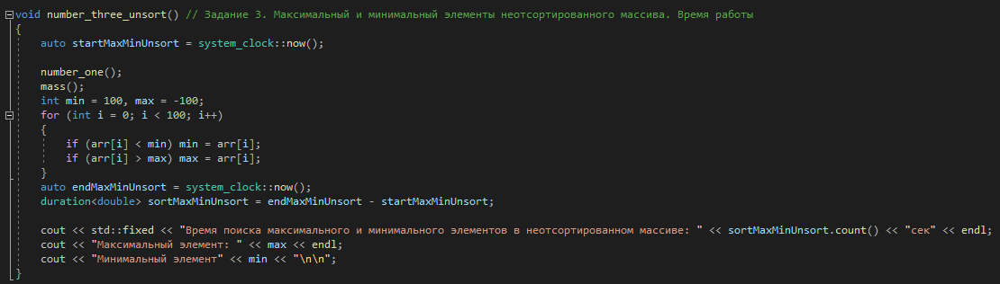 void number_three_unsort() // Задание 3. Максимальный и минимальный элементы неотсортированного массива. Время работы
{
    auto startMaxMinUnsort = system_clock::now();

    number_one();
    mass();
    int min = 100, max = -100;
    for (int i = 0; i < 100; i++)
    {
        if (arr[i] < min) min = arr[i];
        if (arr[i] > max) max = arr[i];
    }
    auto endMaxMinUnsort = system_clock::now();
    duration<double> sortMaxMinUnsort = endMaxMinUnsort - startMaxMinUnsort;

    cout << std::fixed << "Время поиска максимального и минимального элементов в неотсортированном массиве: " << sortMaxMinUnsort.count() << "сек" << endl;
    cout << "Максимальный элемент: " << max << endl;
    cout << "Минимальный элемент" << min << "\n\n";
}